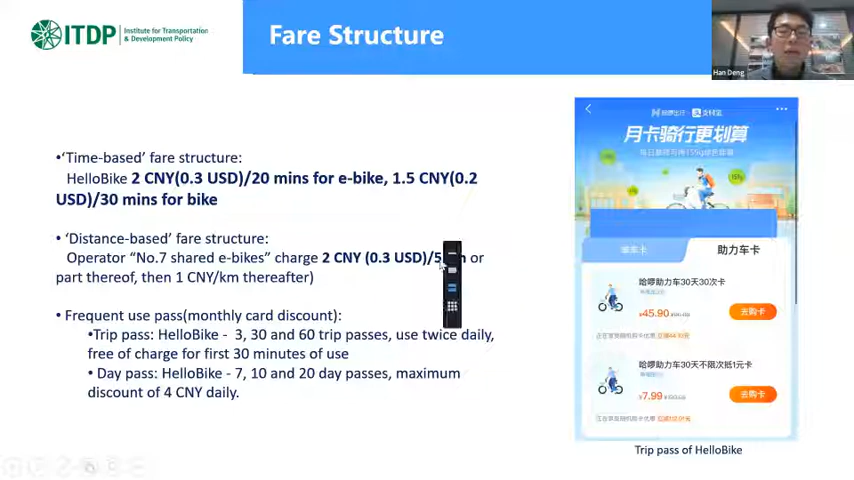 ITDP | Institute for Transportation
& Development Policy
Fare Structure
Han Deng
•‘Time-based’ fare structure:
HelloBike 2 CNY(0.3 USD)/20 mins for e-bike, 1.5 CNY(0.2
USD)/30 mins for bike
• ‘Distance-based’ fare structure:
Operator “No.7 shared e-bikes” charge 2 CNY (0.3 USD)/5 or
part thereof, then 1 CNY/km thereafter)
• Frequent use pass(monthly card discount):
•Trip pass: HelloBike - 3, 30 and 60 trip passes, use twice daily,
free of charge for first 30 minutes of use
• Day pass: HelloBike - 7, 10 and 20 day passes, maximum
discount of 4 CNY daily.
月卡骑行更划算
助力车卡
哈啰助力车30天30次卡
¥45.90
去购卡
哈啰助力车30天不限次抵1元卡
¥7.99
去购卡
Trip pass of HelloBike